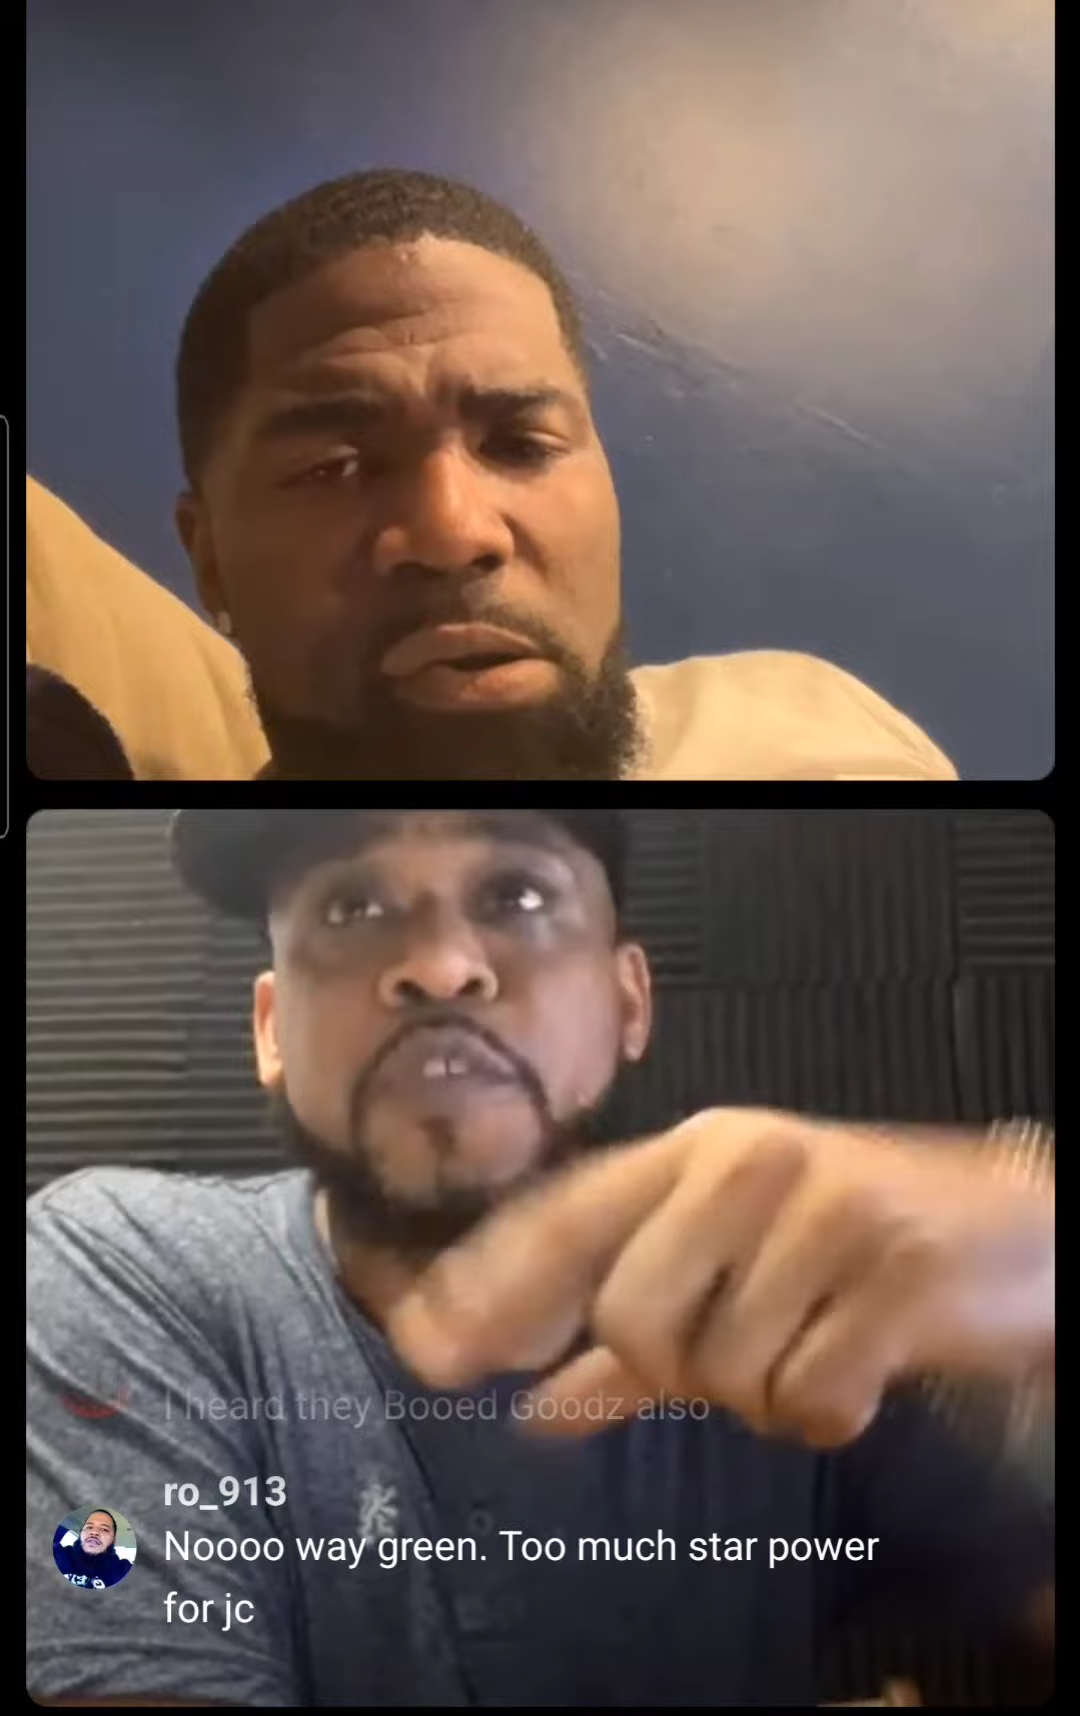 I heard they Booed Goodz also
ro_913
Noooo way green. Too much star power
for jc